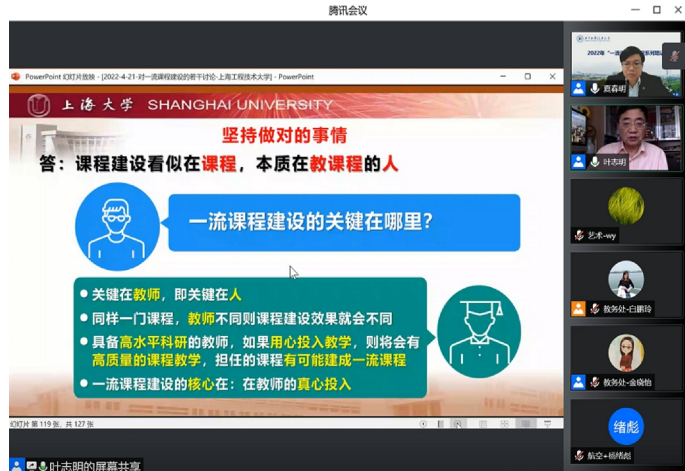 腾讯会议
PowerPoint 幻灯片放映 - [2022-4-21-对一流课程建设的若干讨论-上海工程技术大学] - PowerPoint
上海大学 SHANGHAI UNIVERSITY
坚持做对的事情
答：课程建设看似在课程，本质在教课程的人
一流课程建设的关键在哪里？
• 关键在教师，即关键在人
• 同样一门课程，教师不同则课程建设效果就会不同
• 具备高水平科研的教师，如果用心投入教学，则将会有
高质量的课程教学，担任的课程有可能建成一流课程
• 一流课程建设的核心在：在教师的真心投入
幻灯片 第 119 张，共 127 张
叶志明的屏幕共享
叶志明
艺术-wy
教务处-白鹏玲
教务处-金晓怡
绪彪
航空+杨绪彪